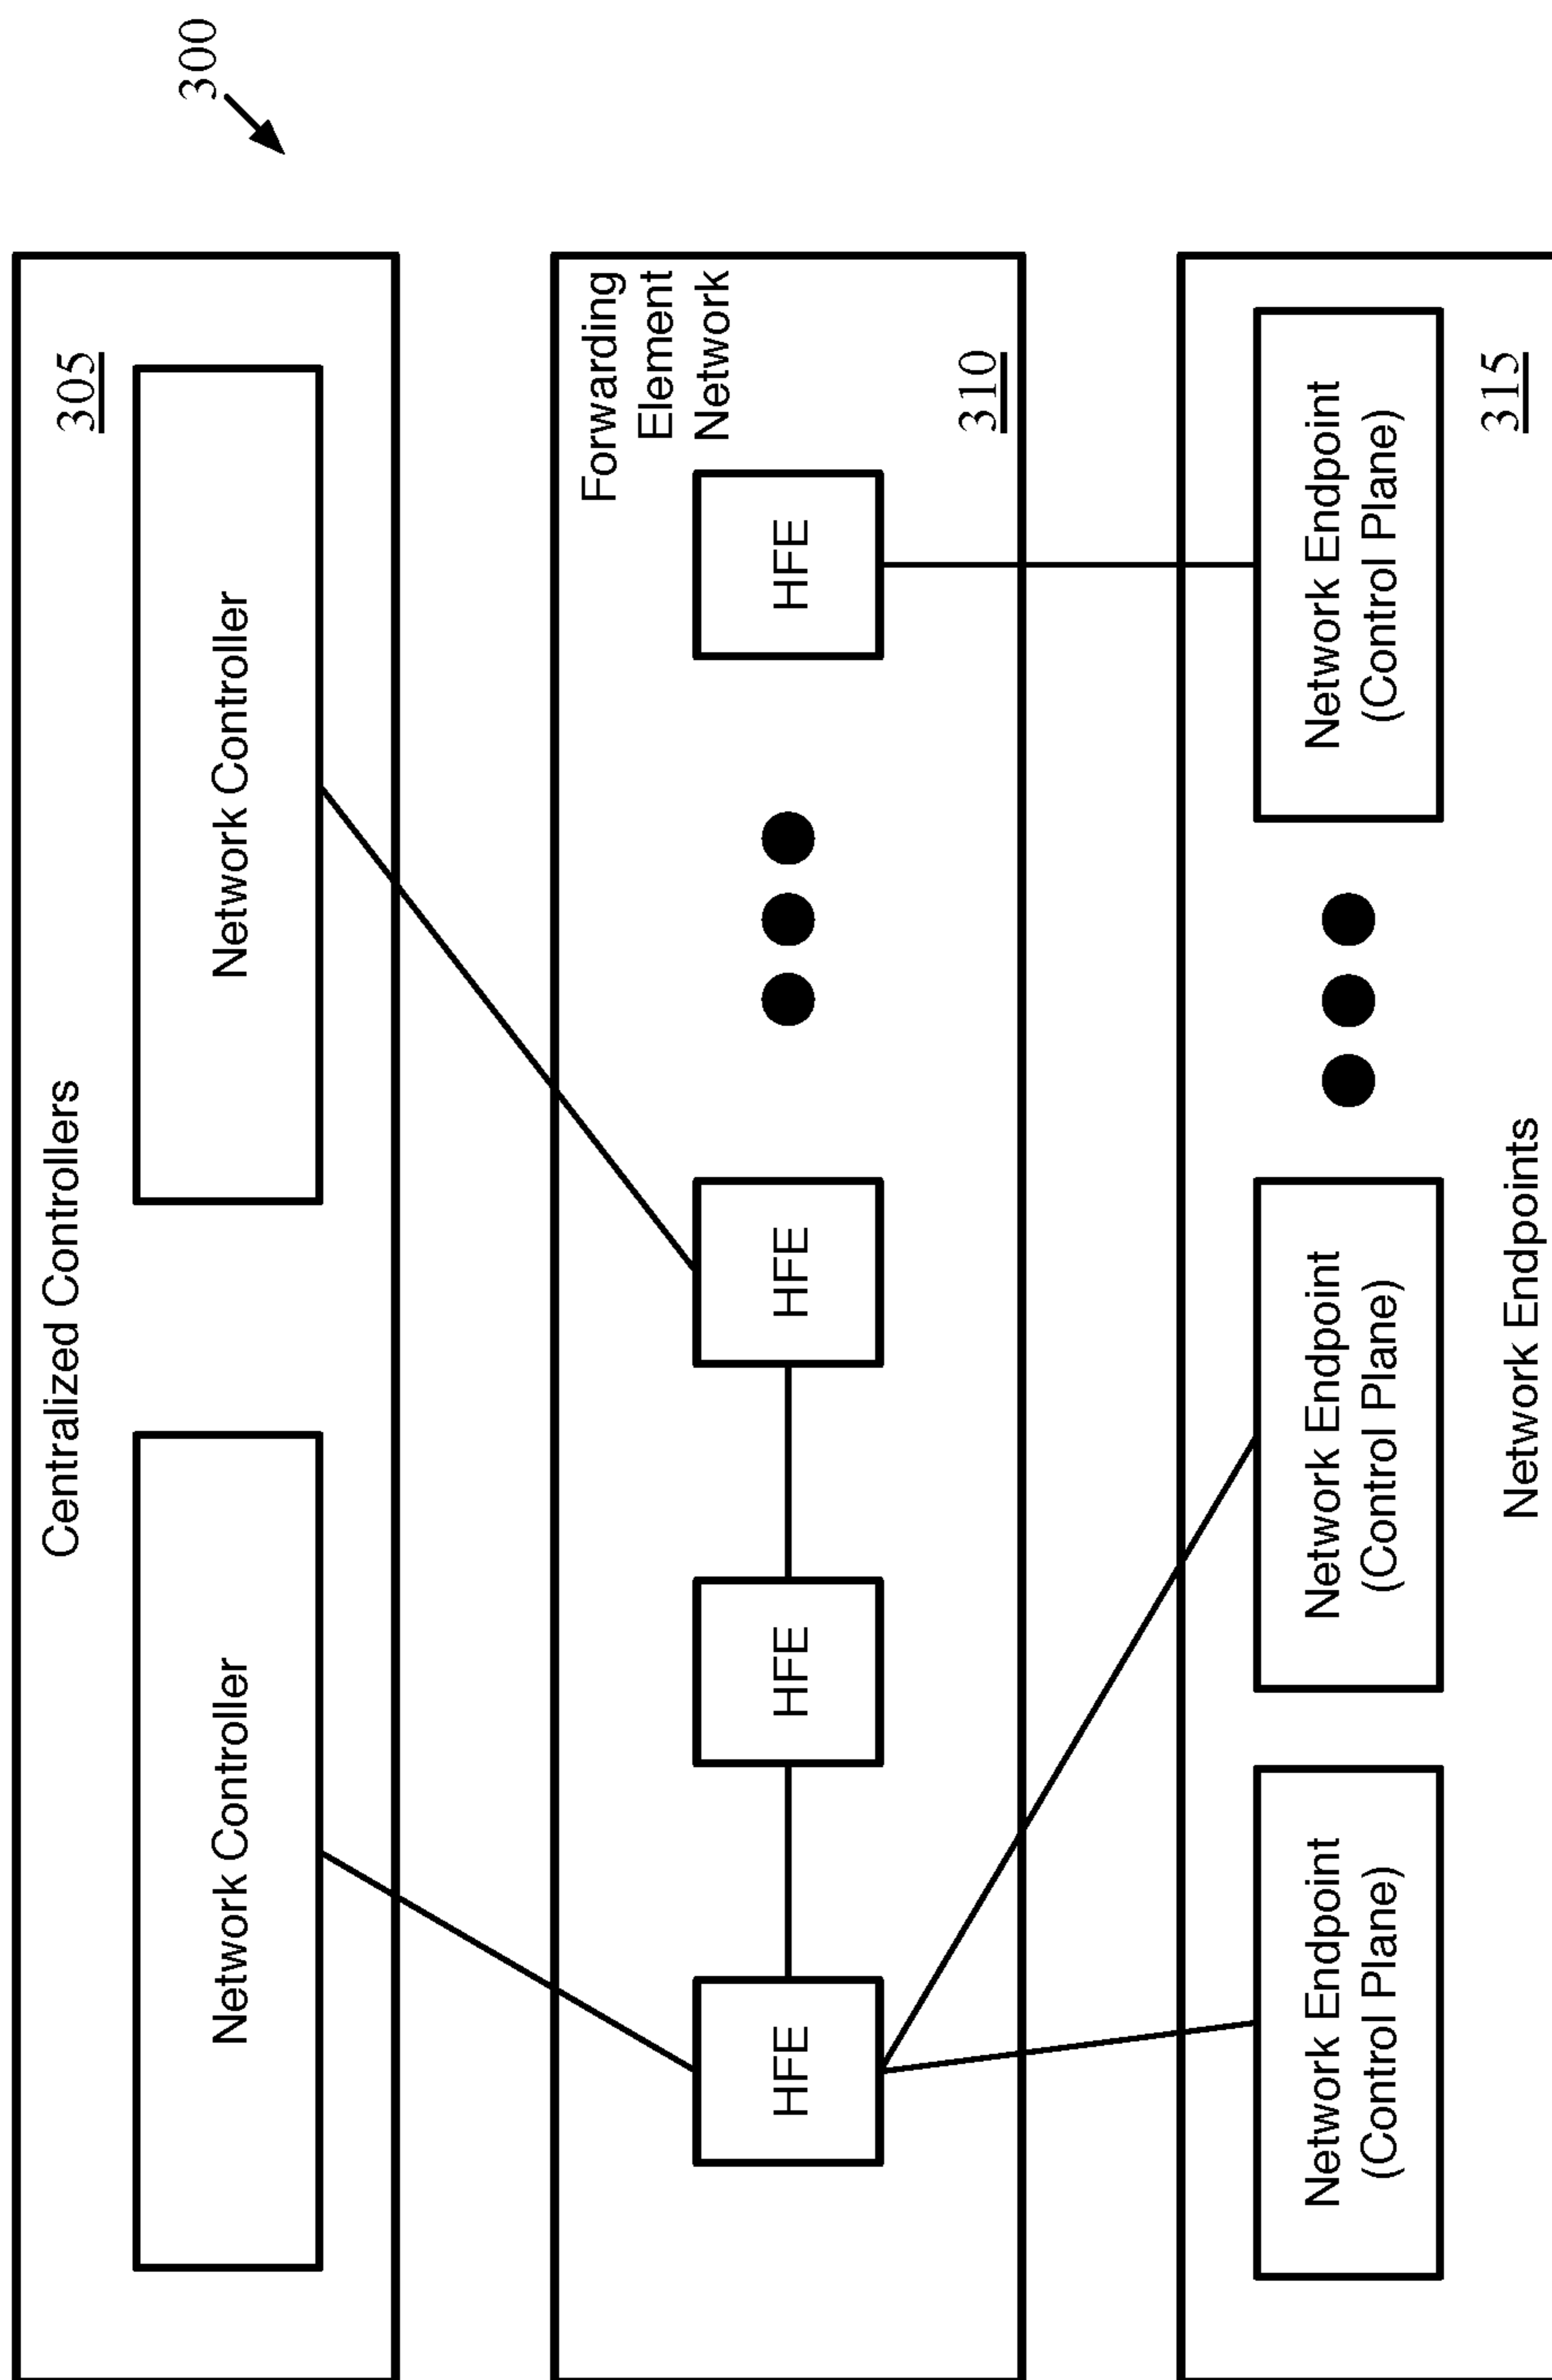 300
Centralized Controllers
305
Network Controller
Network Controller
Forwarding
Element
Network
HFE
HFE
HFE
HFE
310
Network Endpoint
(Control Plane)
Network Endpoint
(Control Plane)
Network Endpoint
(Control Plane)
Network Endpoints
315